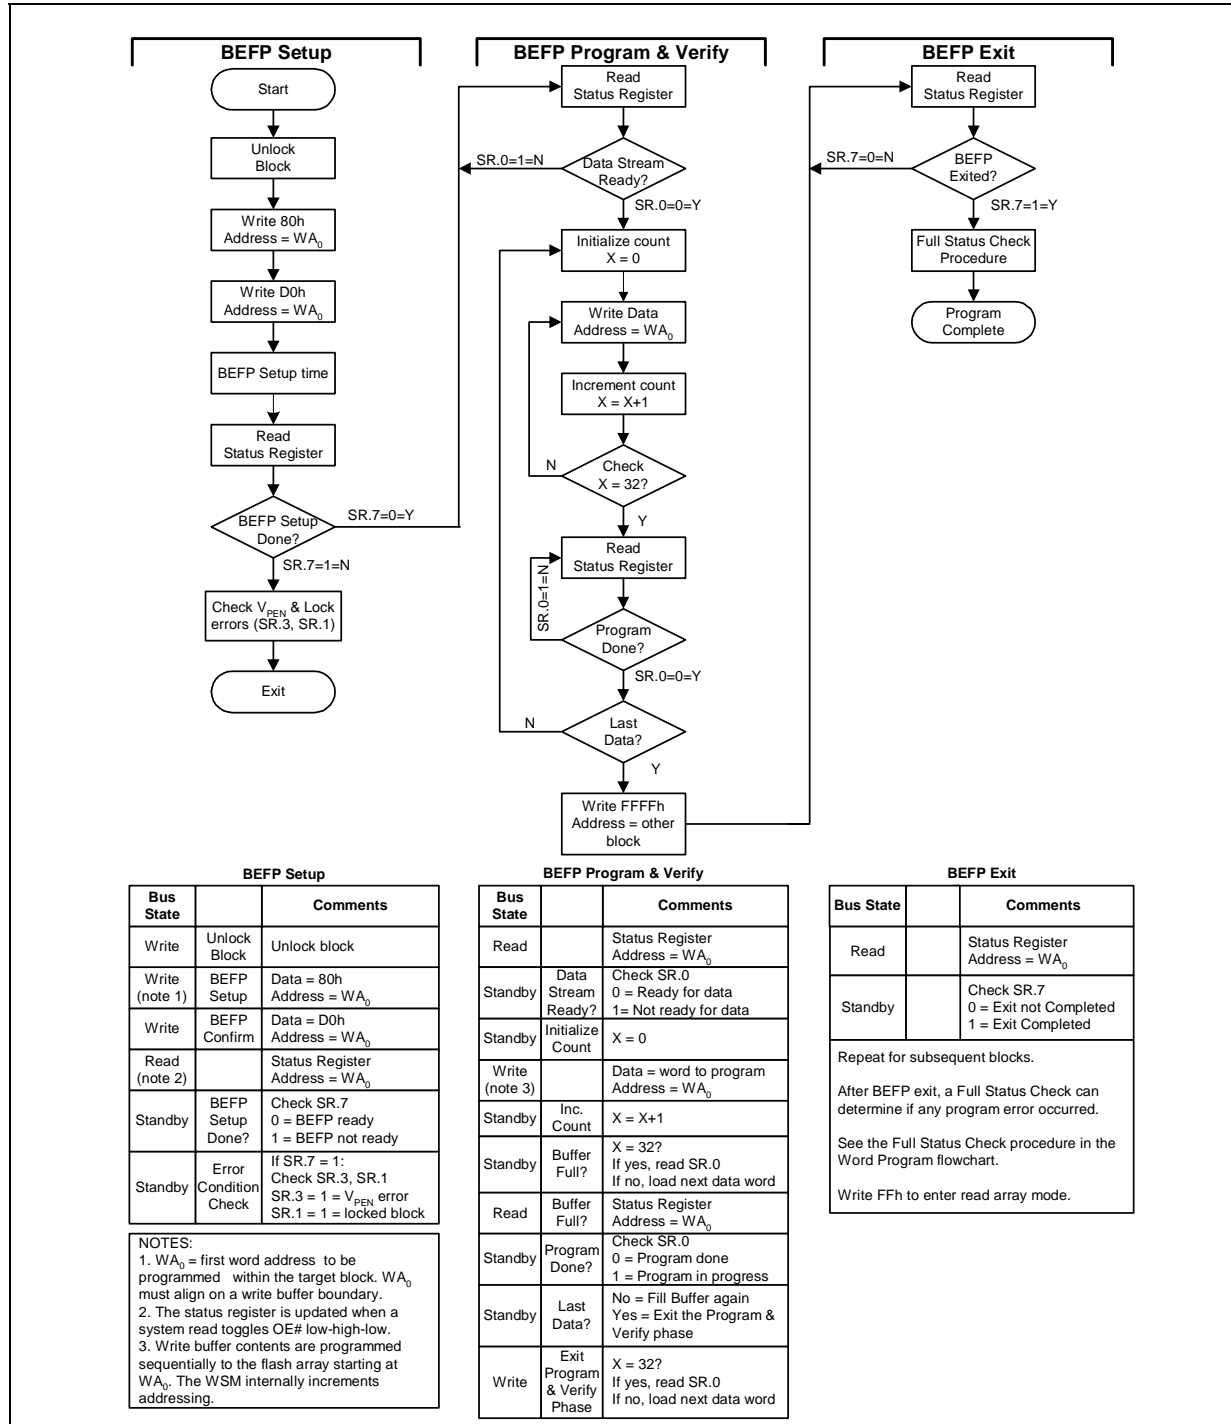 BEFP Setup
Start
Unlock
Block
Write 80h
Address = WA₀
Write D0h
Address = WA₀
BEFP Setup time
Read
Status Register
BEFP Setup
Done?
SR.7=0=Y
SR.7=1=N
Check V_PEN & Lock
errors (SR.3, SR.1)
Exit
BEFP Program & Verify
Read
Status Register
Data Stream
Ready?
SR.0=1=N
SR.0=0=Y
Initialize count
X = 0
Write Data
Address = WA₀
Increment count
X = X+1
Check
X = 32?
N
Y
Read
Status Register
SR.0=1=N
Program
Done?
SR.0=0=Y
Last
Data?
N
Y
Write FFFFh
Address = other
block
BEFP Exit
Read
Status Register
BEFP
Exited?
SR.7=0=N
SR.7=1=Y
Full Status Check
Procedure
Program
Complete
BEFP Setup
Bus State Comments
Write Unlock Block Unlock block
Write (note 1) BEFP Setup Data = 80h
Address = WA₀
Write BEFP Confirm Data = D0h
Address = WA₀
Read (note 2) Status Register
Address = WA₀
Standby BEFP Setup Done? Check SR.7
0 = BEFP ready
1 = BEFP not ready
Standby Error Condition Check If SR.7 = 1:
Check SR.3, SR.1
SR.3 = 1 = V_PEN error
SR.1 = 1 = locked block
NOTES:
1. WA₀ = first word address to be
programmed within the target block. WA₀
must align on a write buffer boundary.
2. The status register is updated when a
system read toggles OE# low-high-low.
3. Write buffer contents are programmed
sequentially to the flash array starting at
WA₀. The WSM internally increments
addressing.
BEFP Program & Verify
Bus State Comments
Read Status Register
Address = WA₀
Standby Data Stream Ready? Check SR.0
0 = Ready for data
1= Not ready for data
Standby Initialize Count X = 0
Write (note 3) Data = word to program
Address = WA₀
Standby Inc. Count X = X+1
Standby Buffer Full? X = 32?
If yes, read SR.0
If no, load next data word
Read Buffer Full? Status Register
Address = WA₀
Standby Program Done? Check SR.0
0 = Program done
1 = Program in progress
Standby Last Data? No = Fill Buffer again
Yes = Exit the Program &
Verify phase
Write Exit Program & Verify Phase X = 32?
If yes, read SR.0
If no, load next data word
BEFP Exit
Bus State Comments
Read Status Register
Address = WA₀
Standby Check SR.7
0 = Exit not Completed
1 = Exit Completed
Repeat for subsequent blocks.
After BEFP exit, a Full Status Check can
determine if any program error occurred.
See the Full Status Check procedure in the
Word Program flowchart.
Write FFh to enter read array mode.